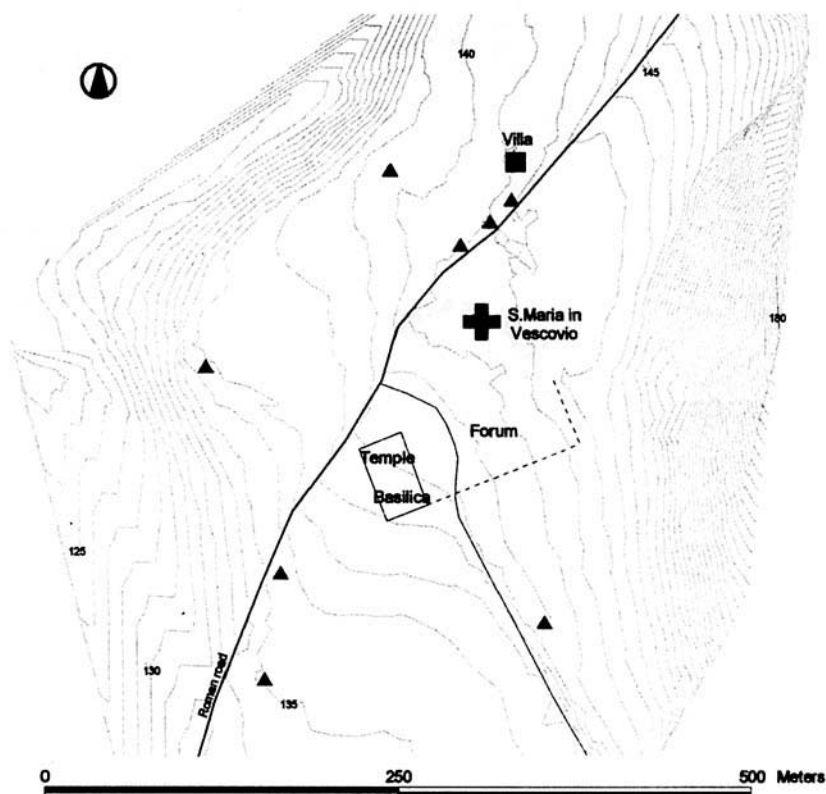 140
145
Villa
S.Maria in
Vescovio
180
Forum
Temple
Basilica
125
130
Roman road
135
0 250 500 Meters